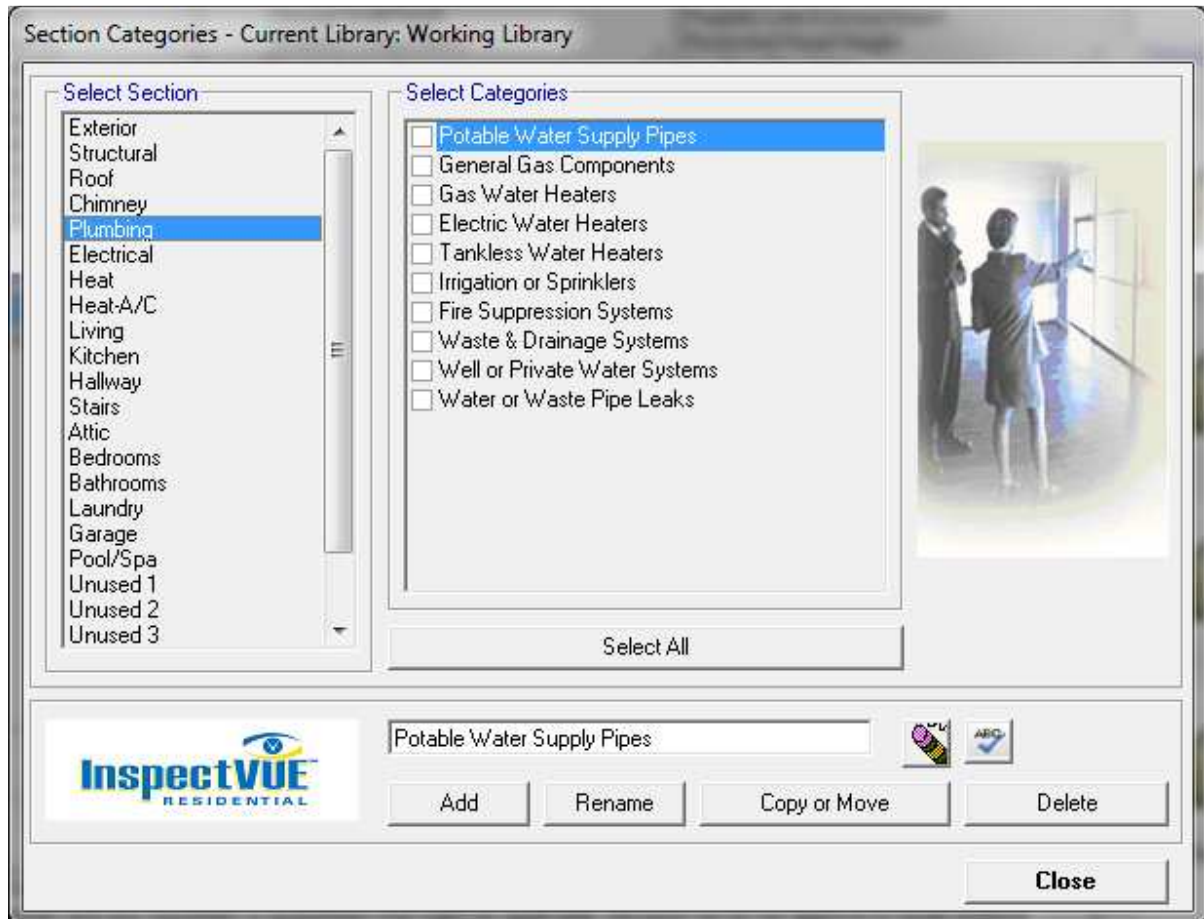 Section Categories - Current Library: Working Library
Select Section
Exterior
Structural
Roof
Chimney
Plumbing
Electrical
Heat
Heat-A/C
Living
Kitchen
Hallway
Stairs
Attic
Bedrooms
Bathrooms
Laundry
Garage
Pool/Spa
Unused 1
Unused 2
Unused 3
Select Categories
Potable Water Supply Pipes
General Gas Components
Gas Water Heaters
Electric Water Heaters
Tankless Water Heaters
Irrigation or Sprinklers
Fire Suppression Systems
Waste & Drainage Systems
Well or Private Water Systems
Water or Waste Pipe Leaks
Select All
InspectVUE™
RESIDENTIAL
Potable Water Supply Pipes
ABC
Add Rename Copy or Move Delete
Close